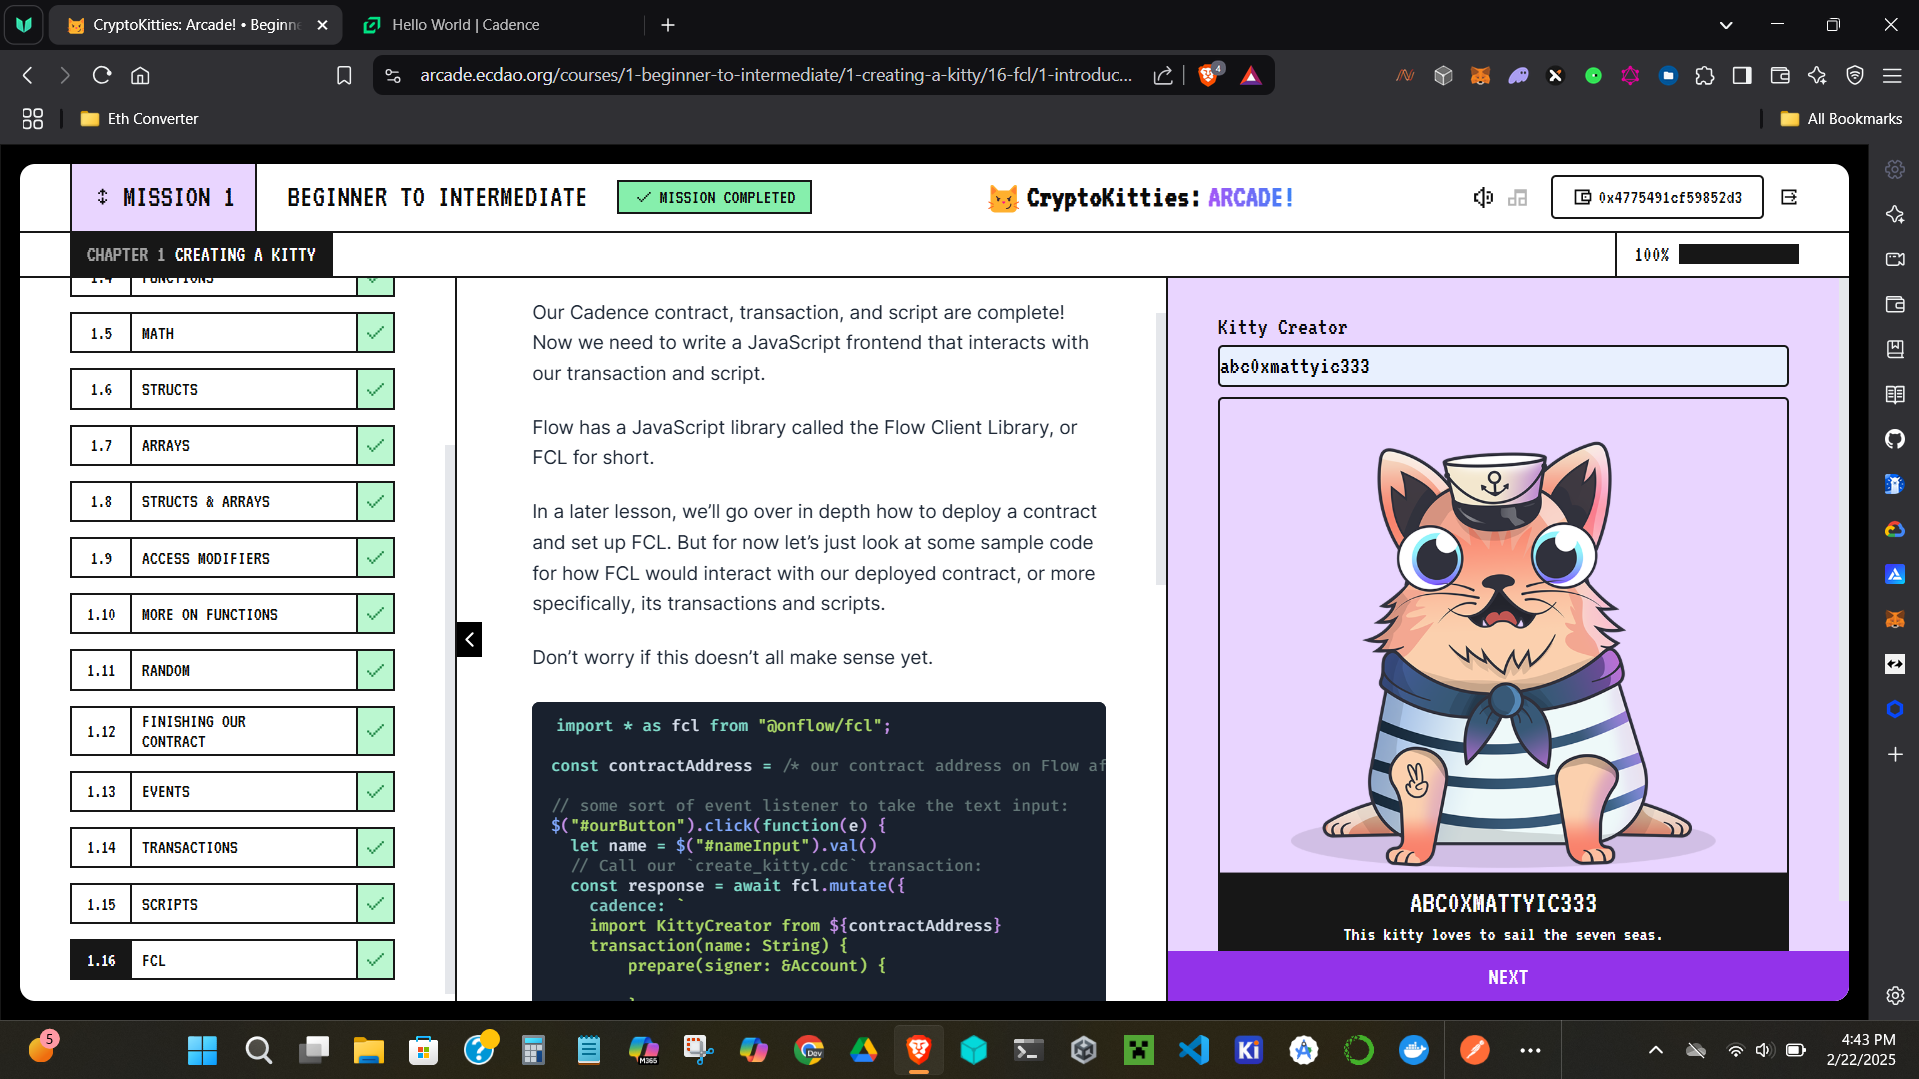 CryptoKitties: Arcade! • Beginn
Hello World | Cadence
arcade.ecdao.org/courses/1-beginner-to-intermediate/1-creating-a-kitty/16-fcl/1-introduc...
4
Eth Converter
All Bookmarks
MISSION 1
BEGINNER TO INTERMEDIATE
MISSION COMPLETED
CryptoKitties: ARCADE!
0x4775491cf59852d3
CHAPTER 1 CREATING A KITTY
100%
1.4 FUNCTIONS
1.5 MATH
1.6 STRUCTS
1.7 ARRAYS
1.8 STRUCTS & ARRAYS
1.9 ACCESS MODIFIERS
1.10 MORE ON FUNCTIONS
1.11 RANDOM
1.12 FINISHING OUR
CONTRACT
1.13 EVENTS
1.14 TRANSACTIONS
1.15 SCRIPTS
1.16 FCL
Our Cadence contract, transaction, and script are complete!
Now we need to write a JavaScript frontend that interacts with
our transaction and script.
Flow has a JavaScript library called the Flow Client Library, or
FCL for short.
In a later lesson, we’ll go over in depth how to deploy a contract
and set up FCL. But for now let’s just look at some sample code
for how FCL would interact with our deployed contract, or more
specifically, its transactions and scripts.
Don’t worry if this doesn’t all make sense yet.
import * as fcl from "@onflow/fcl";
const contractAddress = /* our contract address on Flow af
// some sort of event listener to take the text input:
$("#ourButton").click(function(e) {
let name = $("#nameInput").val()
// Call our `create_kitty.cdc` transaction:
const response = await fcl.mutate({
cadence: `
import KittyCreator from ${contractAddress}
transaction(name: String) {
prepare(signer: &Account) {
}
Kitty Creator
abc0xmattyic333
ABC0XMATTYIC333
This kitty loves to sail the seven seas.
NEXT
5
M365
Dev
Ki
4:43 PM
2/22/2025